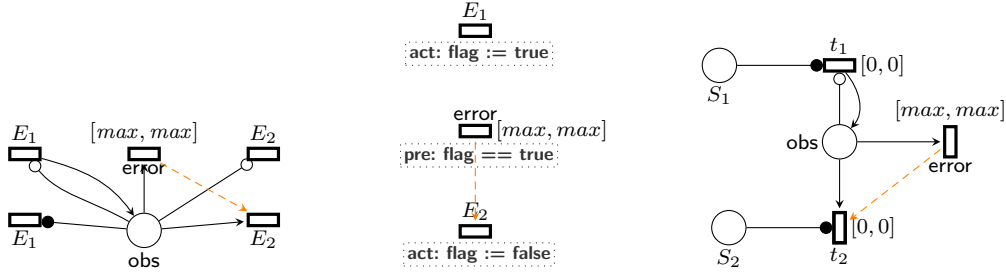 E1
[max, max]
E2
error
E1
obs
E2
E1
act: flag := true
error
[max, max]
pre: flag == true
E2
act: flag := false
t1
[0, 0]
S1
[max, max]
obs
error
S2
[0, 0]
t2